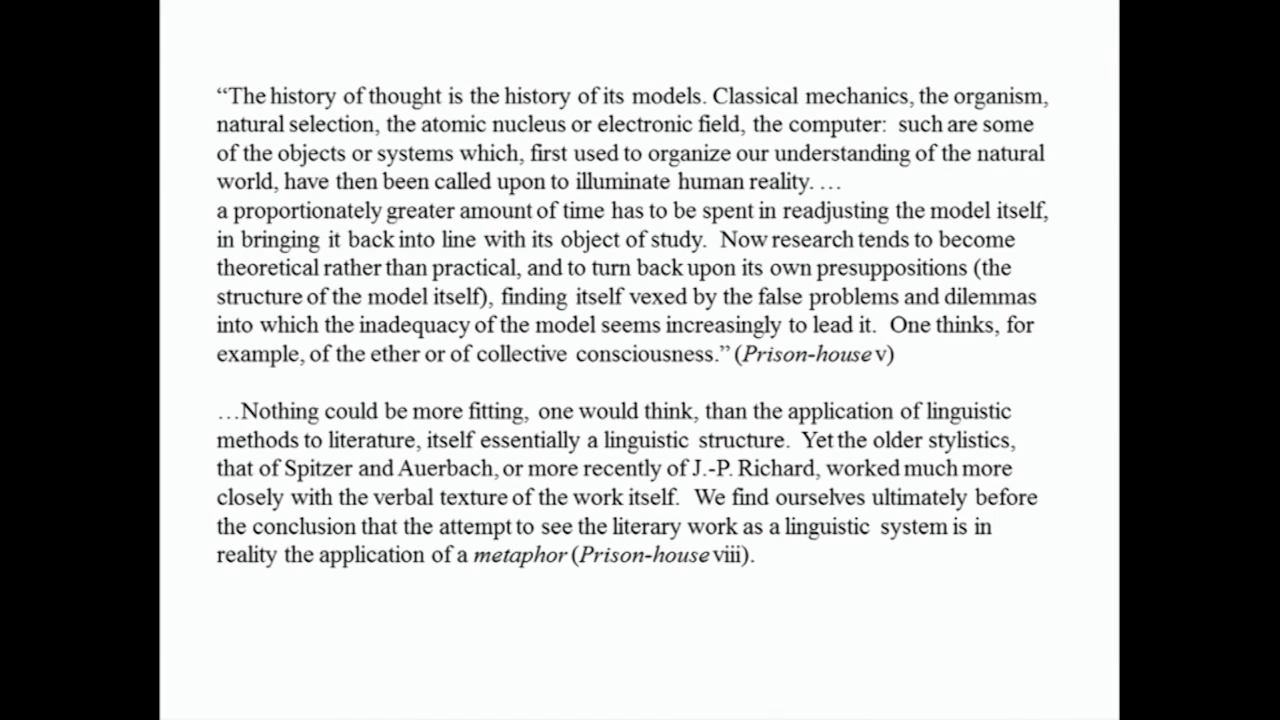 “The history of thought is the history of its models. Classical mechanics, the organism,
natural selection, the atomic nucleus or electronic field, the computer: such are some
of the objects or systems which, first used to organize our understanding of the natural
world, have then been called upon to illuminate human reality. …
a proportionately greater amount of time has to be spent in readjusting the model itself,
in bringing it back into line with its object of study. Now research tends to become
theoretical rather than practical, and to turn back upon its own presuppositions (the
structure of the model itself), finding itself vexed by the false problems and dilemmas
into which the inadequacy of the model seems increasingly to lead it. One thinks, for
example, of the ether or of collective consciousness.” (Prison-house v)
…Nothing could be more fitting, one would think, than the application of linguistic
methods to literature, itself essentially a linguistic structure. Yet the older stylistics,
that of Spitzer and Auerbach, or more recently of J.-P. Richard, worked much more
closely with the verbal texture of the work itself. We find ourselves ultimately before
the conclusion that the attempt to see the literary work as a linguistic system is in
reality the application of a metaphor (Prison-house viii).